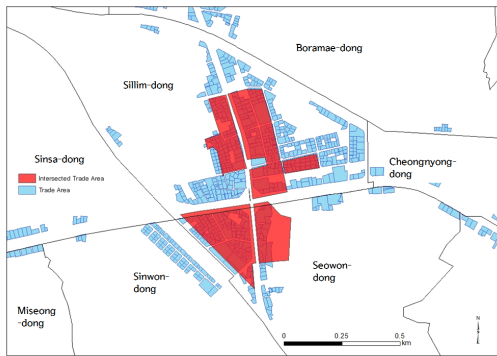 Boramae-dong
Sillim-dong
Sinsa-dong
Cheongnyong-
dong
Intersected Trade Area
Trade Area
Sinwon-
dong
Seowon-
dong
Miseong
-dong
N
0 0.25 0.5
km